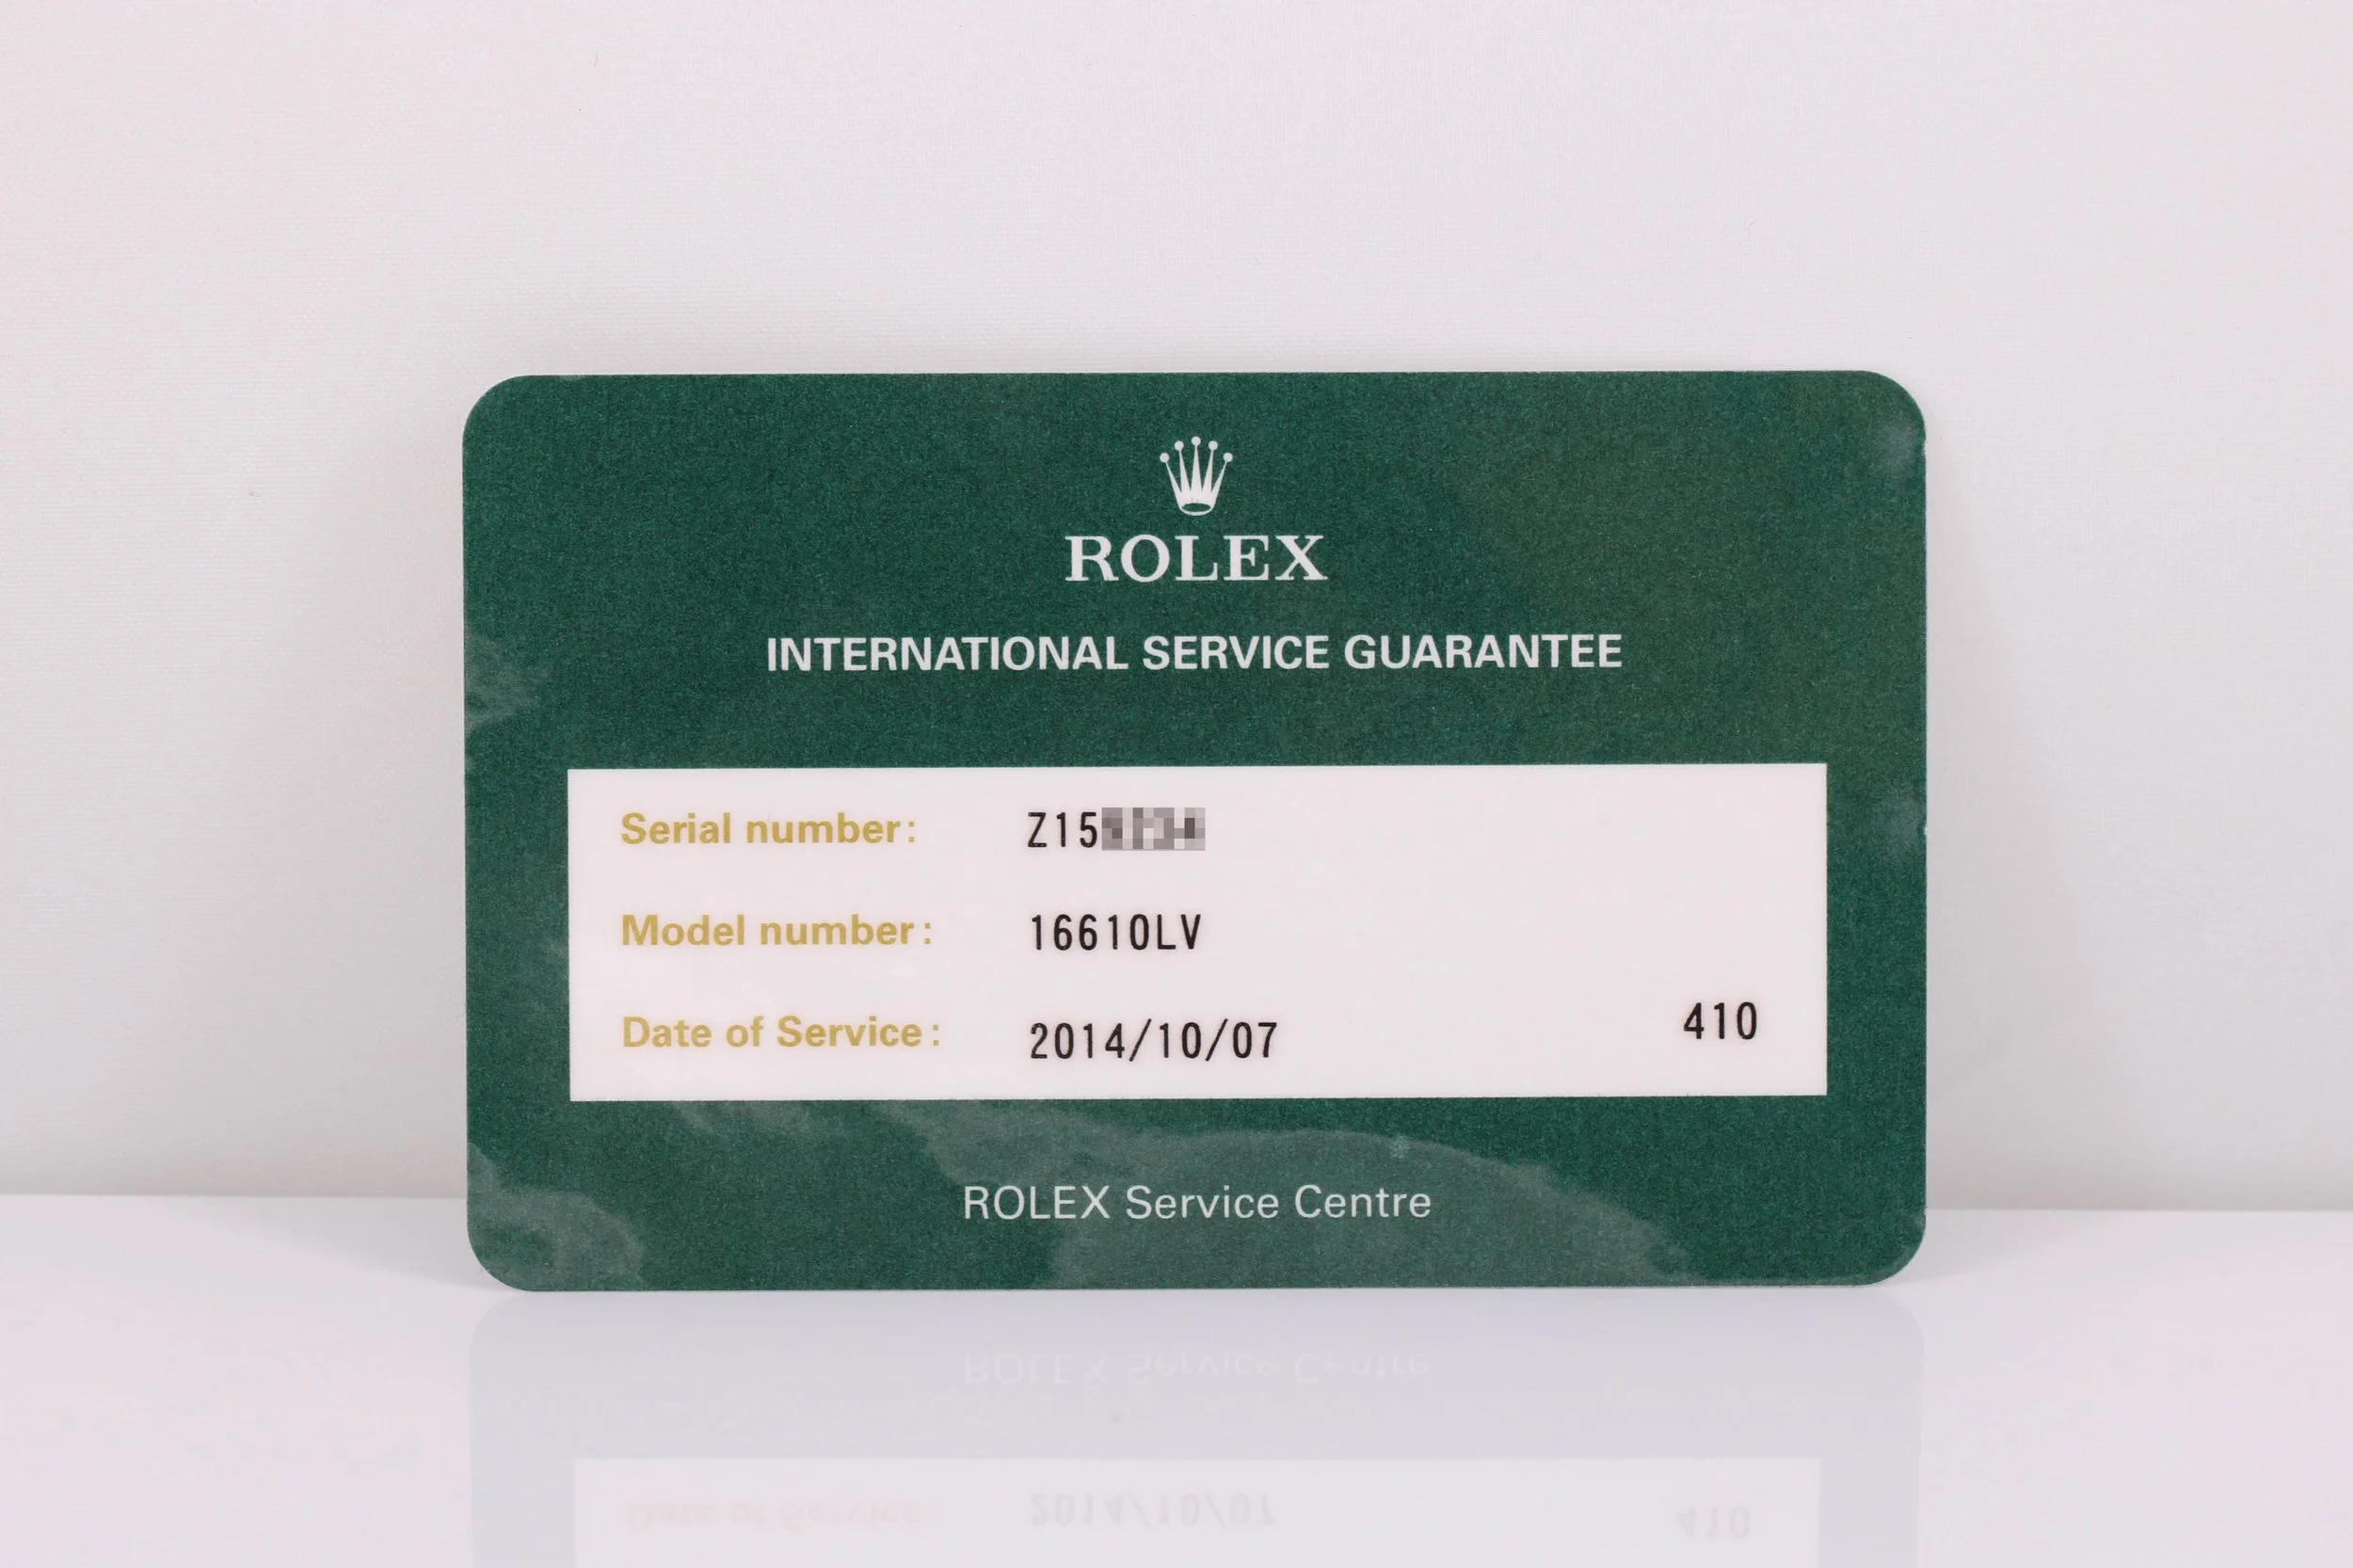 ROLEX
INTERNATIONAL SERVICE GUARANTEE
Serial number: Z15
Model number: 16610LV
Date of Service: 2014/10/07 410
ROLEX Service Centre